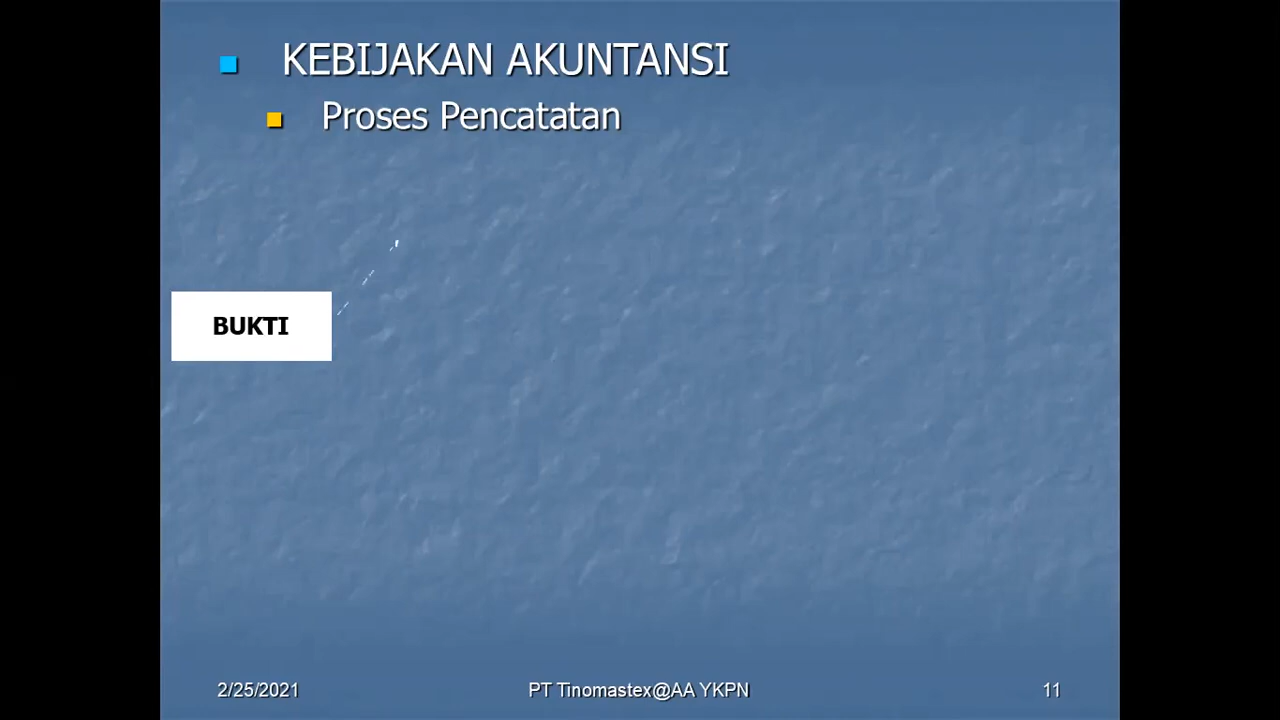 KEBIJAKAN AKUNTANSI
Proses Pencatatan
BUKTI
2/25/2021 PT Tinomastex@AA YKPN 11